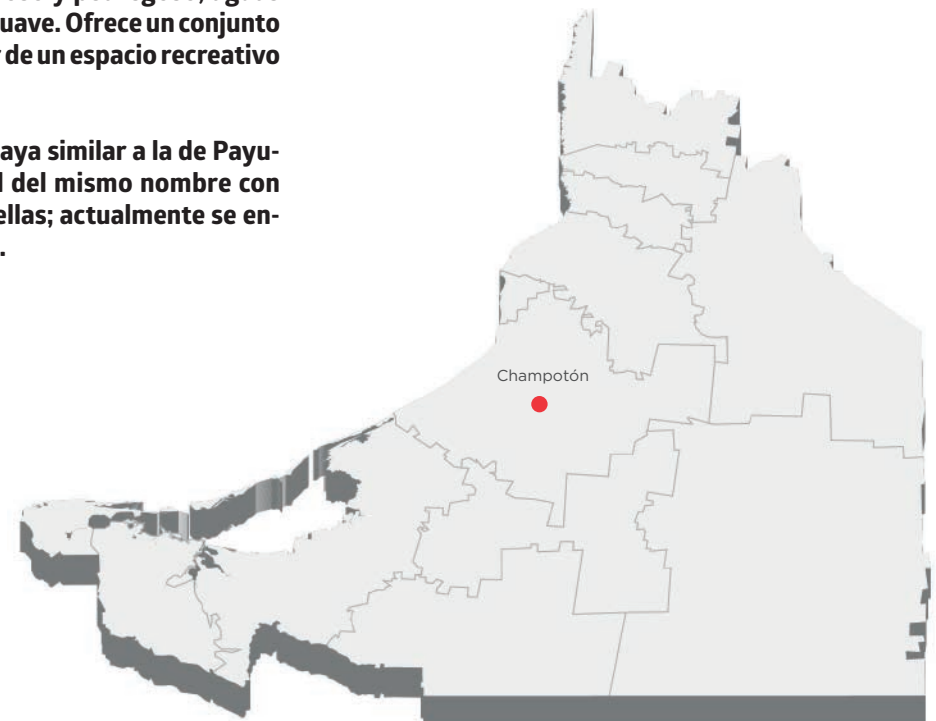 uave. Ofrece un conjunto
de un espacio recreativo
aya similar a la de Payu-
del mismo nombre con
ellas; actualmente se en-
.
Champotón